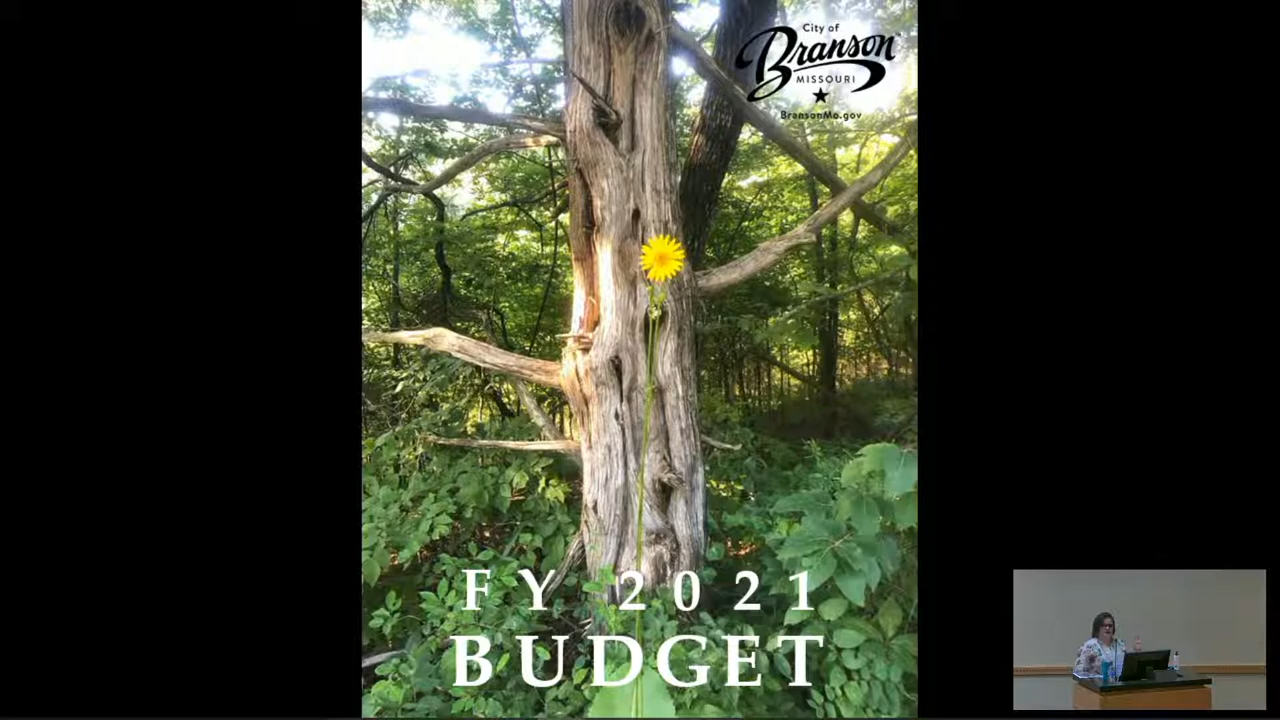 City of
Branson
MISSOURI
BransonMo.gov
FY 2021
BUDGET